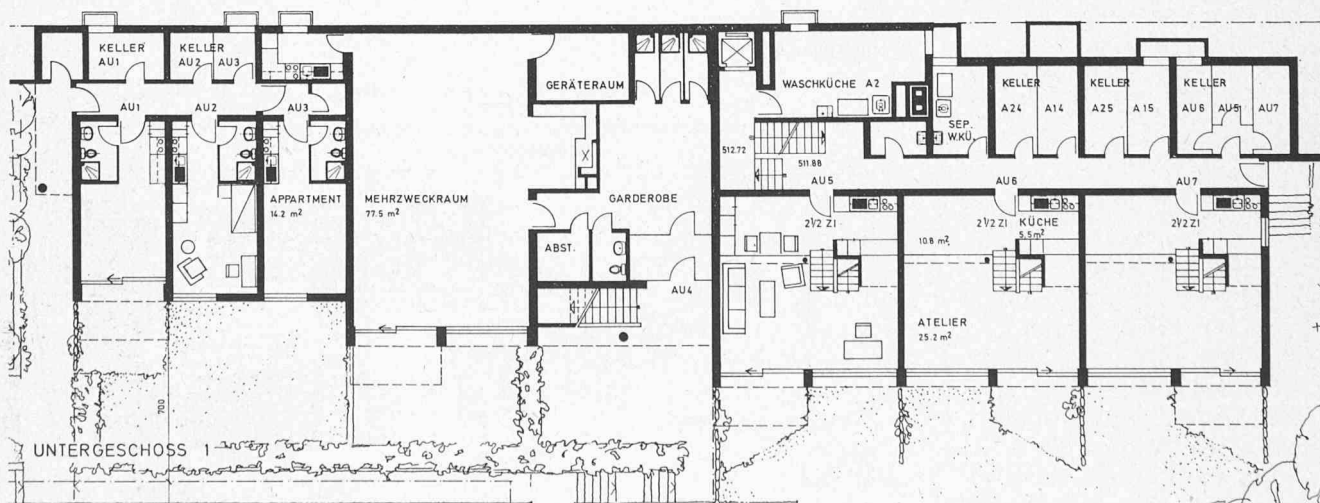 KELLER
AU1
KELLER
AU2 AU3
GERÄTERAUM
WASCHKÜCHE A2
SEP.
W.KÜ.
KELLER
A24 A14
KELLER
A25 A15
KELLER
AU6 AU5 AU7
AU1
AU2
AU3
512.72
511.88
AU5
AU6
AU7
APPARTMENT
14.2 m²
MEHRZWECKRAUM
77.5 m²
GARDEROBE
ABST.
AU4
2½ ZI
10.8 m²
2½ ZI
KÜCHE
5.5m²
2½ ZI
ATELIER
25.2 m²
700
UNTERGESCHOSS 1